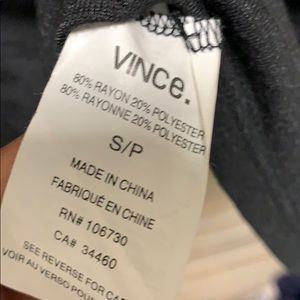 VINCe.
80% RAYON 20% POLYESTER
80% RAYONNE 20% POLYESTER
S/P
MADE IN CHINA
FABRIQUÉ EN CHINE
RN# 106730
CA# 34460
SEE REVERSE FOR CA
VOIR AU VERSO POU